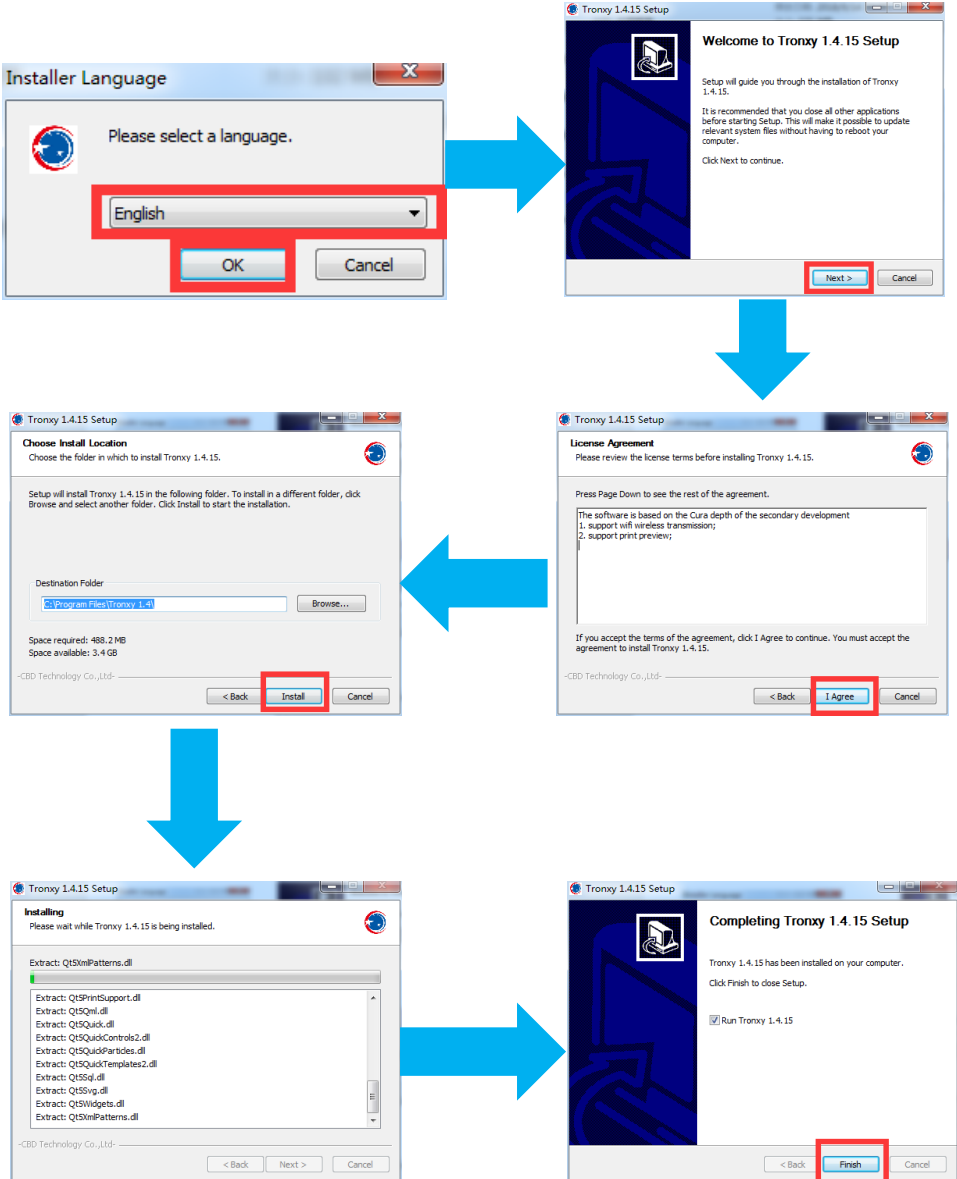 Installer Language
Please select a language.
English
OK
Cancel
Tronxy 1.4.15 Setup
Welcome to Tronxy 1.4.15 Setup
Setup will guide you through the installation of Tronxy
1.4.15.
It is recommended that you close all other applications
before starting Setup. This will make it possible to update
relevant system files without having to reboot your
computer.
Click Next to continue.
Next >
Cancel
Tronxy 1.4.15 Setup
License Agreement
Please review the license terms before installing Tronxy 1.4.15.
Press Page Down to see the rest of the agreement.
The software is based on the Cura depth of the secondary development
1. support wifi wireless transmission;
2. support print preview;
If you accept the terms of the agreement, click I Agree to continue. You must accept the
agreement to install Tronxy 1.4.15.
-CBD Technology Co.,Ltd-
< Back
I Agree
Cancel
Tronxy 1.4.15 Setup
Choose Install Location
Choose the folder in which to install Tronxy 1.4.15.
Setup will install Tronxy 1.4.15 in the following folder. To install in a different folder, click
Browse and select another folder. Click Install to start the installation.
Destination Folder
C:\Program Files\Tronxy 1.4\
Browse...
Space required: 488.2 MB
Space available: 3.4 GB
-CBD Technology Co.,Ltd-
< Back
Install
Cancel
Tronxy 1.4.15 Setup
Installing
Please wait while Tronxy 1.4.15 is being installed.
Extract: Qt5XmlPatterns.dll
Extract: Qt5PrintSupport.dll
Extract: Qt5Qml.dll
Extract: Qt5Quick.dll
Extract: Qt5QuickControls2.dll
Extract: Qt5QuickParticles.dll
Extract: Qt5QuickTemplates2.dll
Extract: Qt5Sql.dll
Extract: Qt5Svg.dll
Extract: Qt5Widgets.dll
Extract: Qt5XmlPatterns.dll
-CBD Technology Co.,Ltd-
< Back
Next >
Cancel
Tronxy 1.4.15 Setup
Completing Tronxy 1.4.15 Setup
Tronxy 1.4.15 has been installed on your computer.
Click Finish to close Setup.
Run Tronxy 1.4.15
< Back
Finish
Cancel